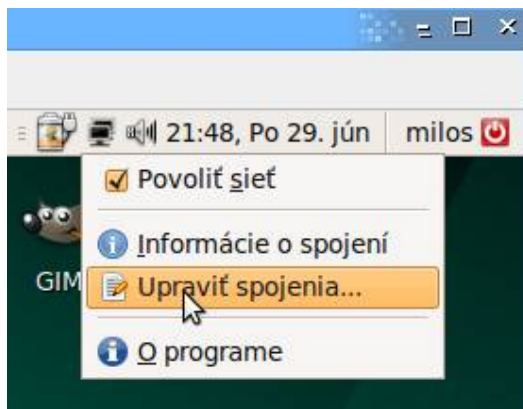 21:48, Po 29. jún milos
Povoliť sieť
Informácie o spojení
GIM
Upraviť spojenia...
O programe